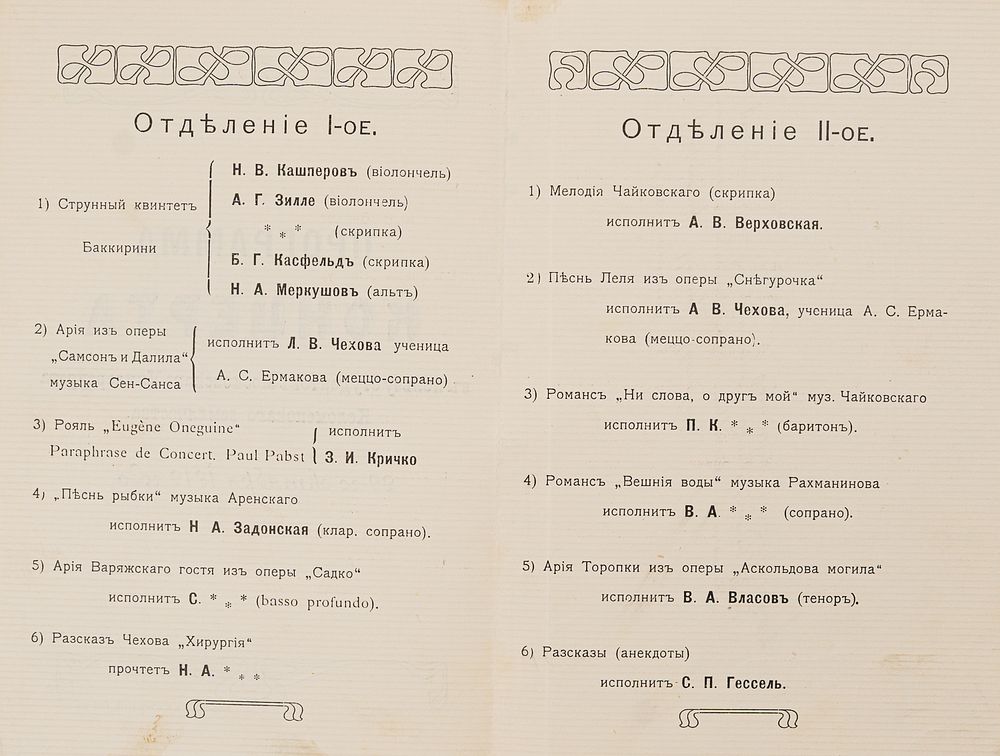 Отдѣленіе I-ое.
1) Струнный квинтетъ
Баккирини
Н. В. Кашперовъ (віолончель)
А. Г. Зилле (віолончель)
* * * (скрипка)
Б. Г. Касфельдъ (скрипка)
Н. А. Меркушовъ (альтъ)
2) Арія изъ оперы
„Самсонъ и Далила“
музыка Сен-Санса
исполнитъ Л. В. Чехова ученица
А. С. Ермакова (меццо-сопрано).
3) Рояль „Eugène Oneguine“
Paraphrase de Concert. Paul Pabst
исполнитъ
З. И. Кричко
4) „Пѣснь рыбки“ музыка Аренскаго
исполнитъ Н А. Задонская (клар. сопрано).
5) Арія Варяжскаго гостя изъ оперы „Садко“
исполнитъ С. * * * (basso profundo).
6) Разсказъ Чехова „Хирургія“
прочтетъ Н. А. * * *
Отдѣленіе II-ое.
1) Мелодія Чайковскаго (скрипка)
исполнит А. В. Верховская.
2) Пѣснь Леля изъ оперы „Снѣгурочка“
исполнитъ А В. Чехова, ученица А. С. Ерма-
кова (меццо-сопрано).
3) Романсъ „Ни слова, о другъ мой“ муз. Чайковскаго
исполнитъ П. К. * * * (баритонъ).
4) Романсъ „Вешнія воды“ музыка Рахманинова
исполнитъ В. А. * * * (сопрано).
5) Арія Торопки изъ оперы „Аскольдова могила“
исполнитъ В. А. Власовъ (теноръ).
6) Разсказы (анекдоты)
исполнитъ С. П. Гессель.